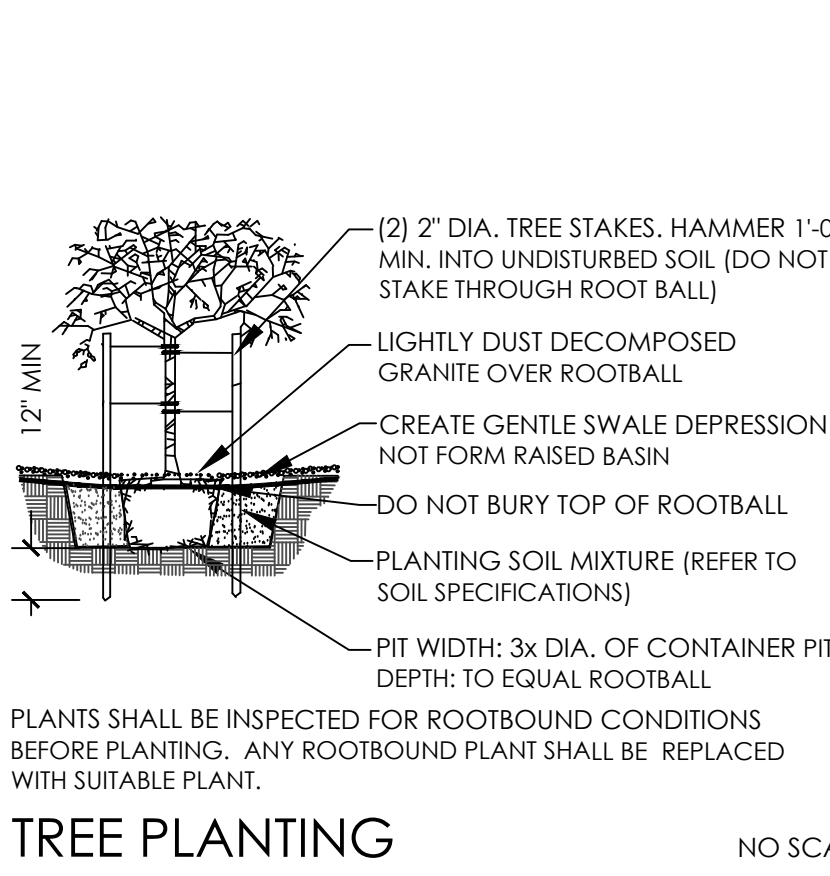 (2) 2" DIA. TREE STAKES. HAMMER 1'-0
MIN. INTO UNDISTURBED SOIL (DO NOT
STAKE THROUGH ROOT BALL)
LIGHTLY DUST DECOMPOSED
GRANITE OVER ROOTBALL
12" MIN
CREATE GENTLE SWALE DEPRESSION
NOT FORM RAISED BASIN
DO NOT BURY TOP OF ROOTBALL
PLANTING SOIL MIXTURE (REFER TO
SOIL SPECIFICATIONS)
PIT WIDTH: 3x DIA. OF CONTAINER PIT
DEPTH: TO EQUAL ROOTBALL
PLANTS SHALL BE INSPECTED FOR ROOTBOUND CONDITIONS
BEFORE PLANTING. ANY ROOTBOUND PLANT SHALL BE REPLACED
WITH SUITABLE PLANT.
TREE PLANTING
NO SCA